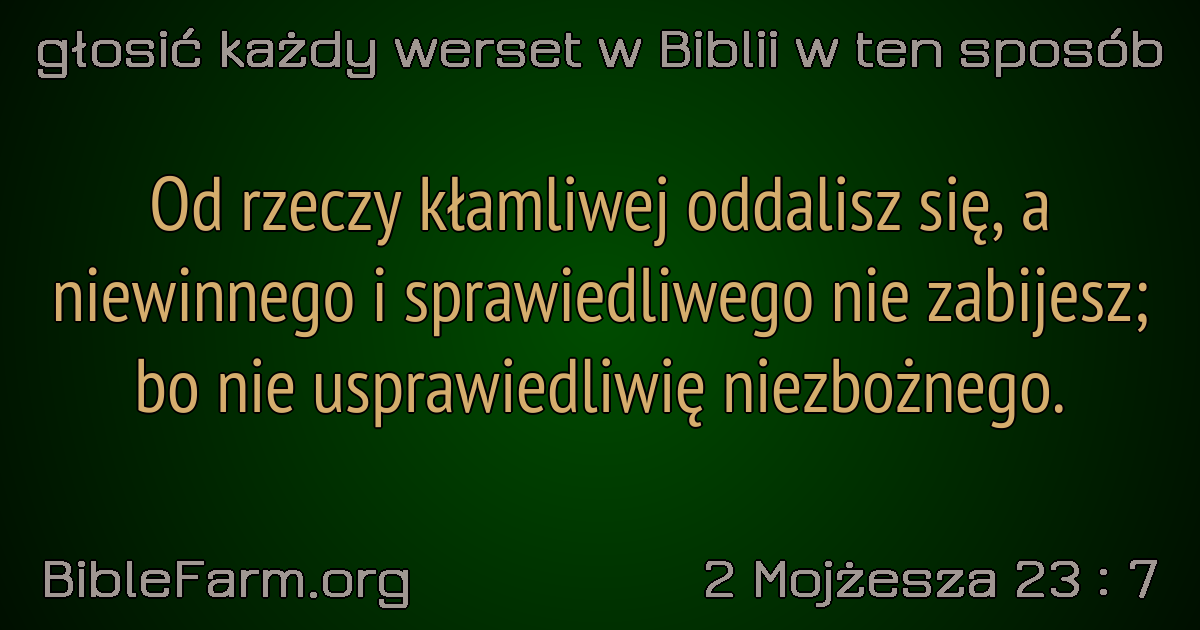 głosić każdy werset w Biblii w ten sposób
Od rzeczy kłamliwej oddalisz się, a
niewinnego i sprawiedliwego nie zabijesz;
bo nie usprawiedliwię niezbożnego.
BibleFarm.org
2 Mojżesza 23 : 7